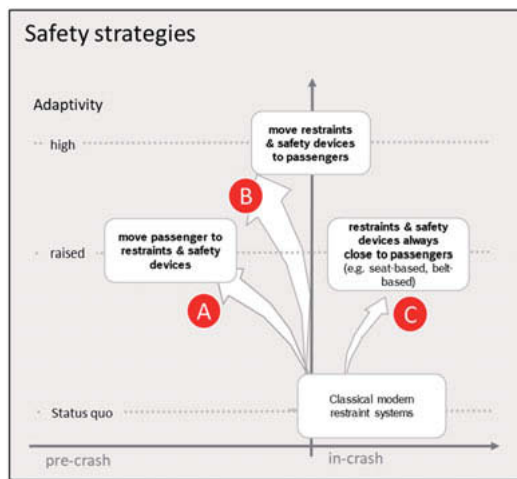 Safety strategies
Adaptivity
high
move restraints
& safety devices
to passengers
B
raised
move passenger to
restraints & safety
devices
restraints & safety
devices always
close to passengers
(e.g. seat-based, belt-
based)
A
C
Status quo
Classical modern
restraint systems
pre-crash
in-crash